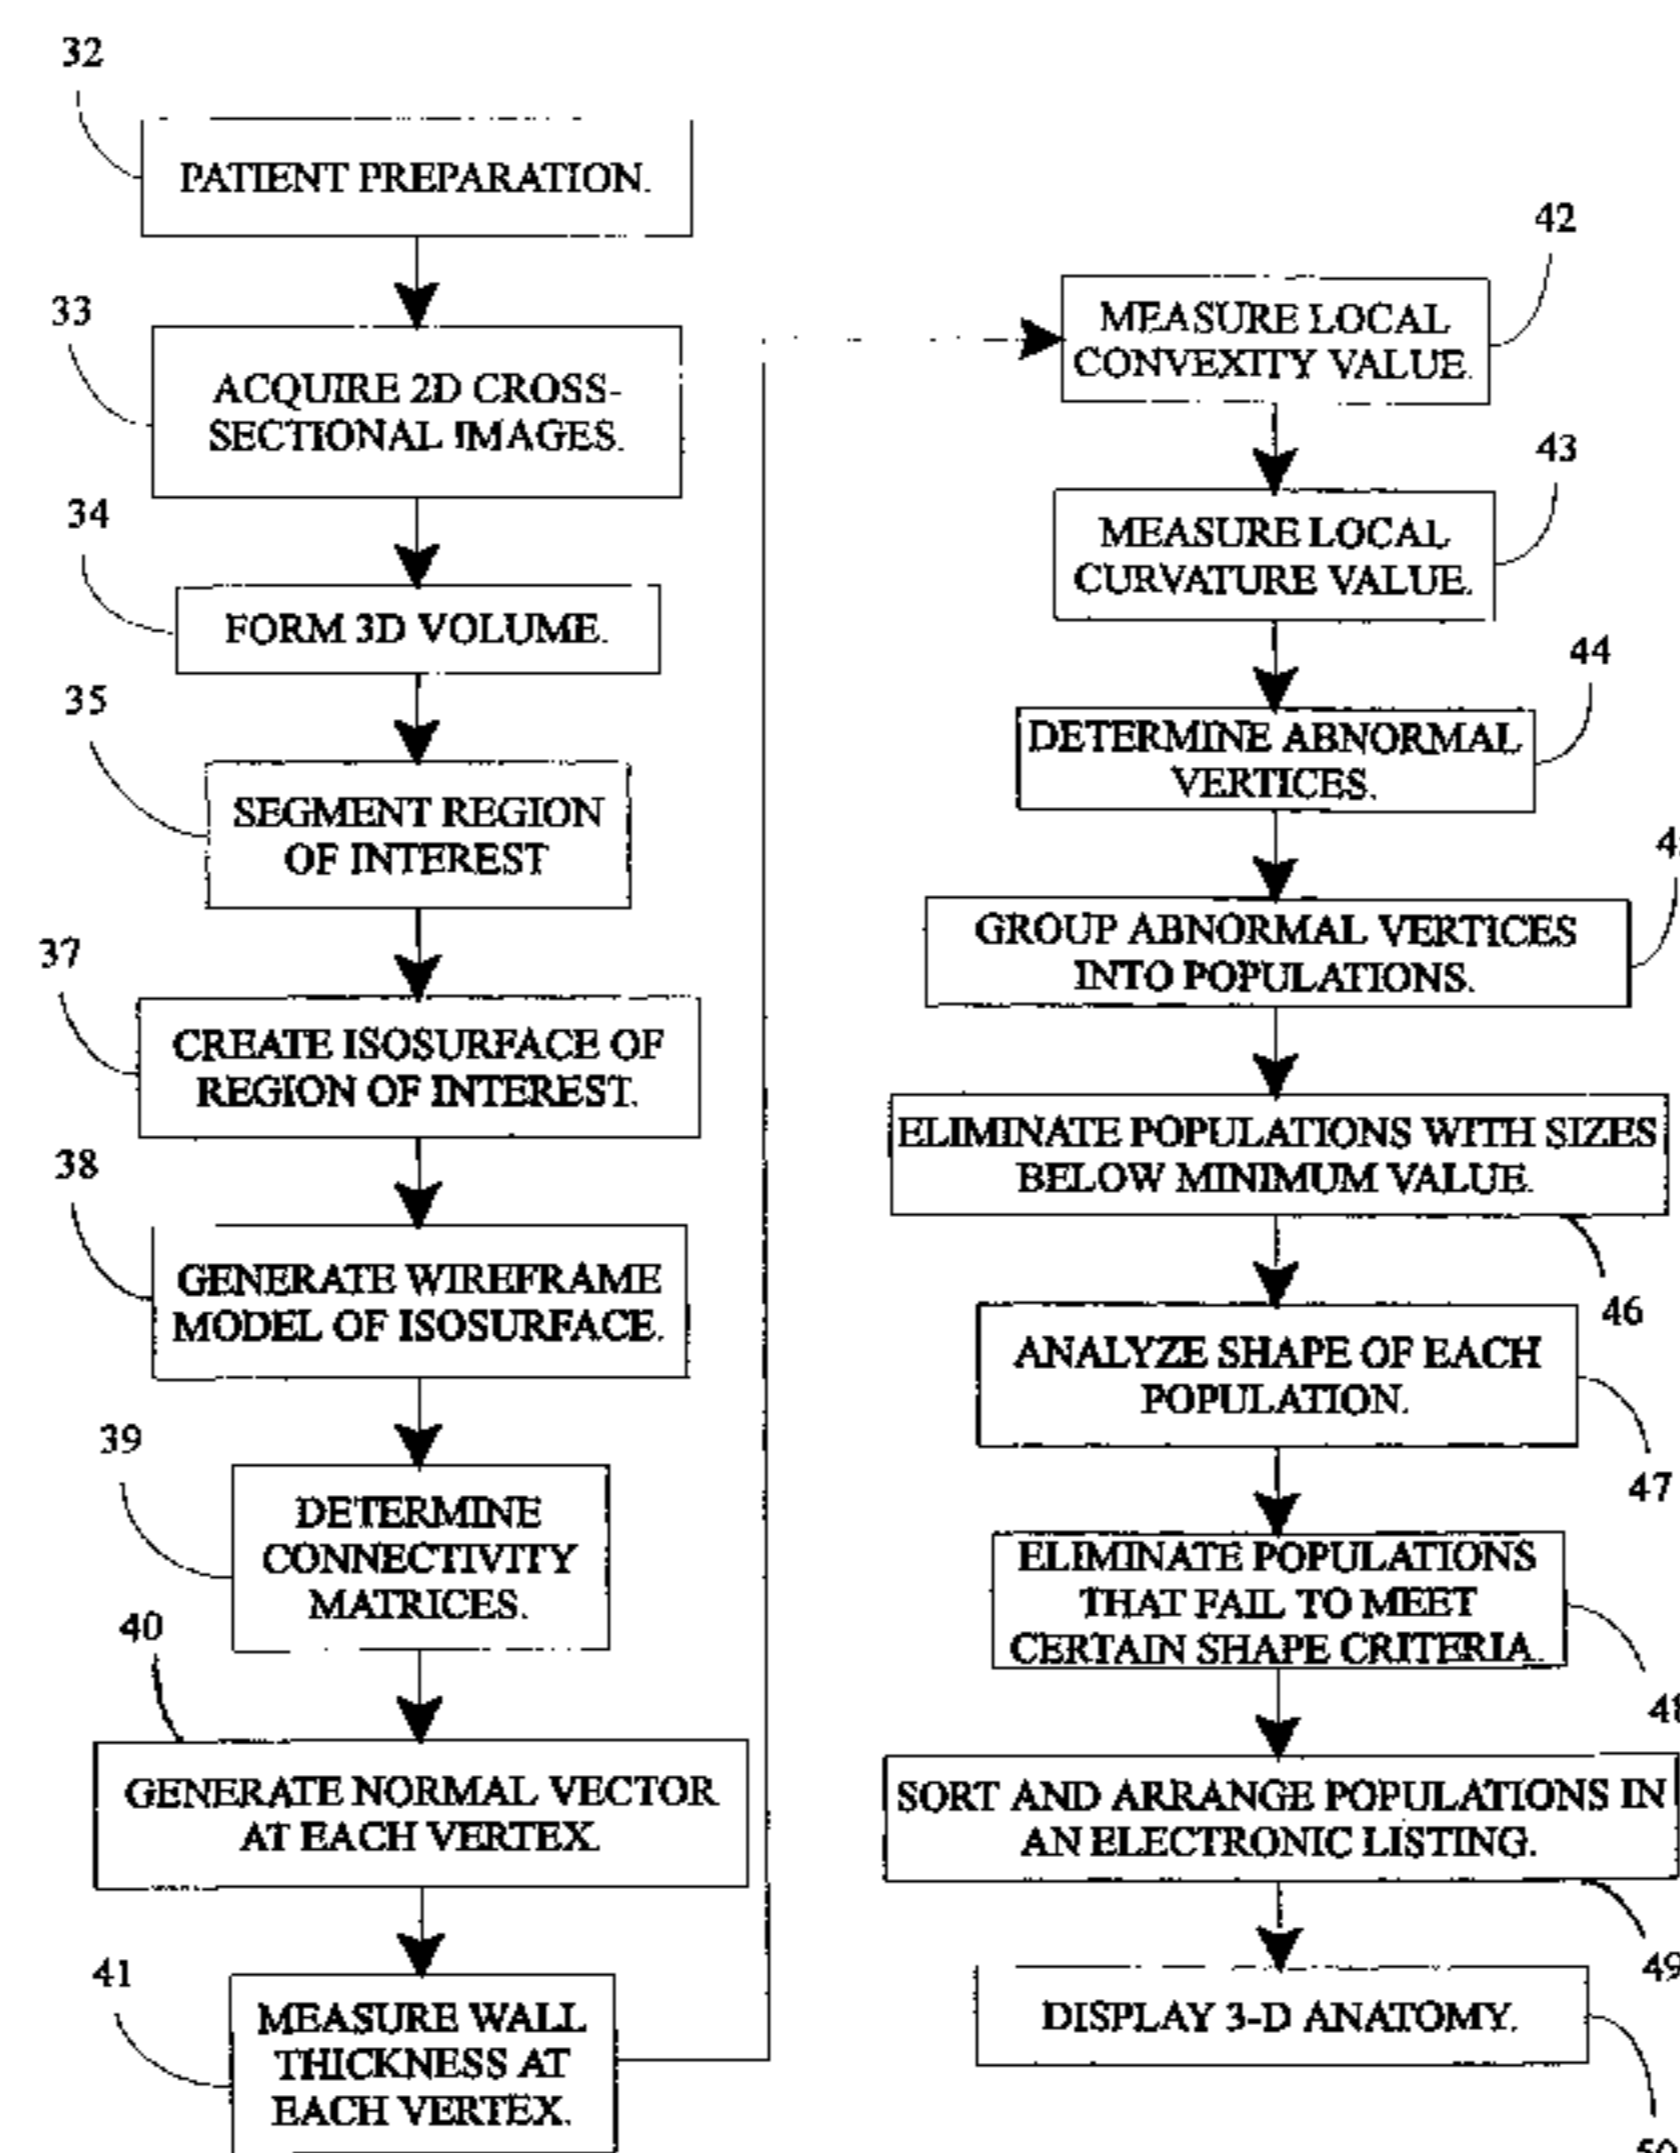 32
PATIENT PREPARATION.
33
ACQUIRE 2D CROSS-
SECTIONAL IMAGES.
34
FORM 3D VOLUME.
35
SEGMENT REGION
OF INTEREST
37
CREATE ISOSURFACE OF
REGION OF INTEREST.
38
GENERATE WIREFRAME
MODEL OF ISOSURFACE.
39
DETERMINE
CONNECTIVITY
MATRICES.
40
GENERATE NORMAL VECTOR
AT EACH VERTEX.
41
MEASURE WALL
THICKNESS AT
EACH VERTEX.
42
MEASURE LOCAL
CONVEXITY VALUE.
43
MEASURE LOCAL
CURVATURE VALUE.
44
DETERMINE ABNORMAL
VERTICES.
GROUP ABNORMAL VERTICES
INTO POPULATIONS.
ELIMINATE POPULATIONS WITH SIZES
BELOW MINIMUM VALUE.
46
ANALYZE SHAPE OF EACH
POPULATION.
47
ELIMINATE POPULATIONS
THAT FAIL TO MEET
CERTAIN SHAPE CRITERIA.
48
SORT AND ARRANGE POPULATIONS IN
AN ELECTRONIC LISTING.
49
DISPLAY 3-D ANATOMY.